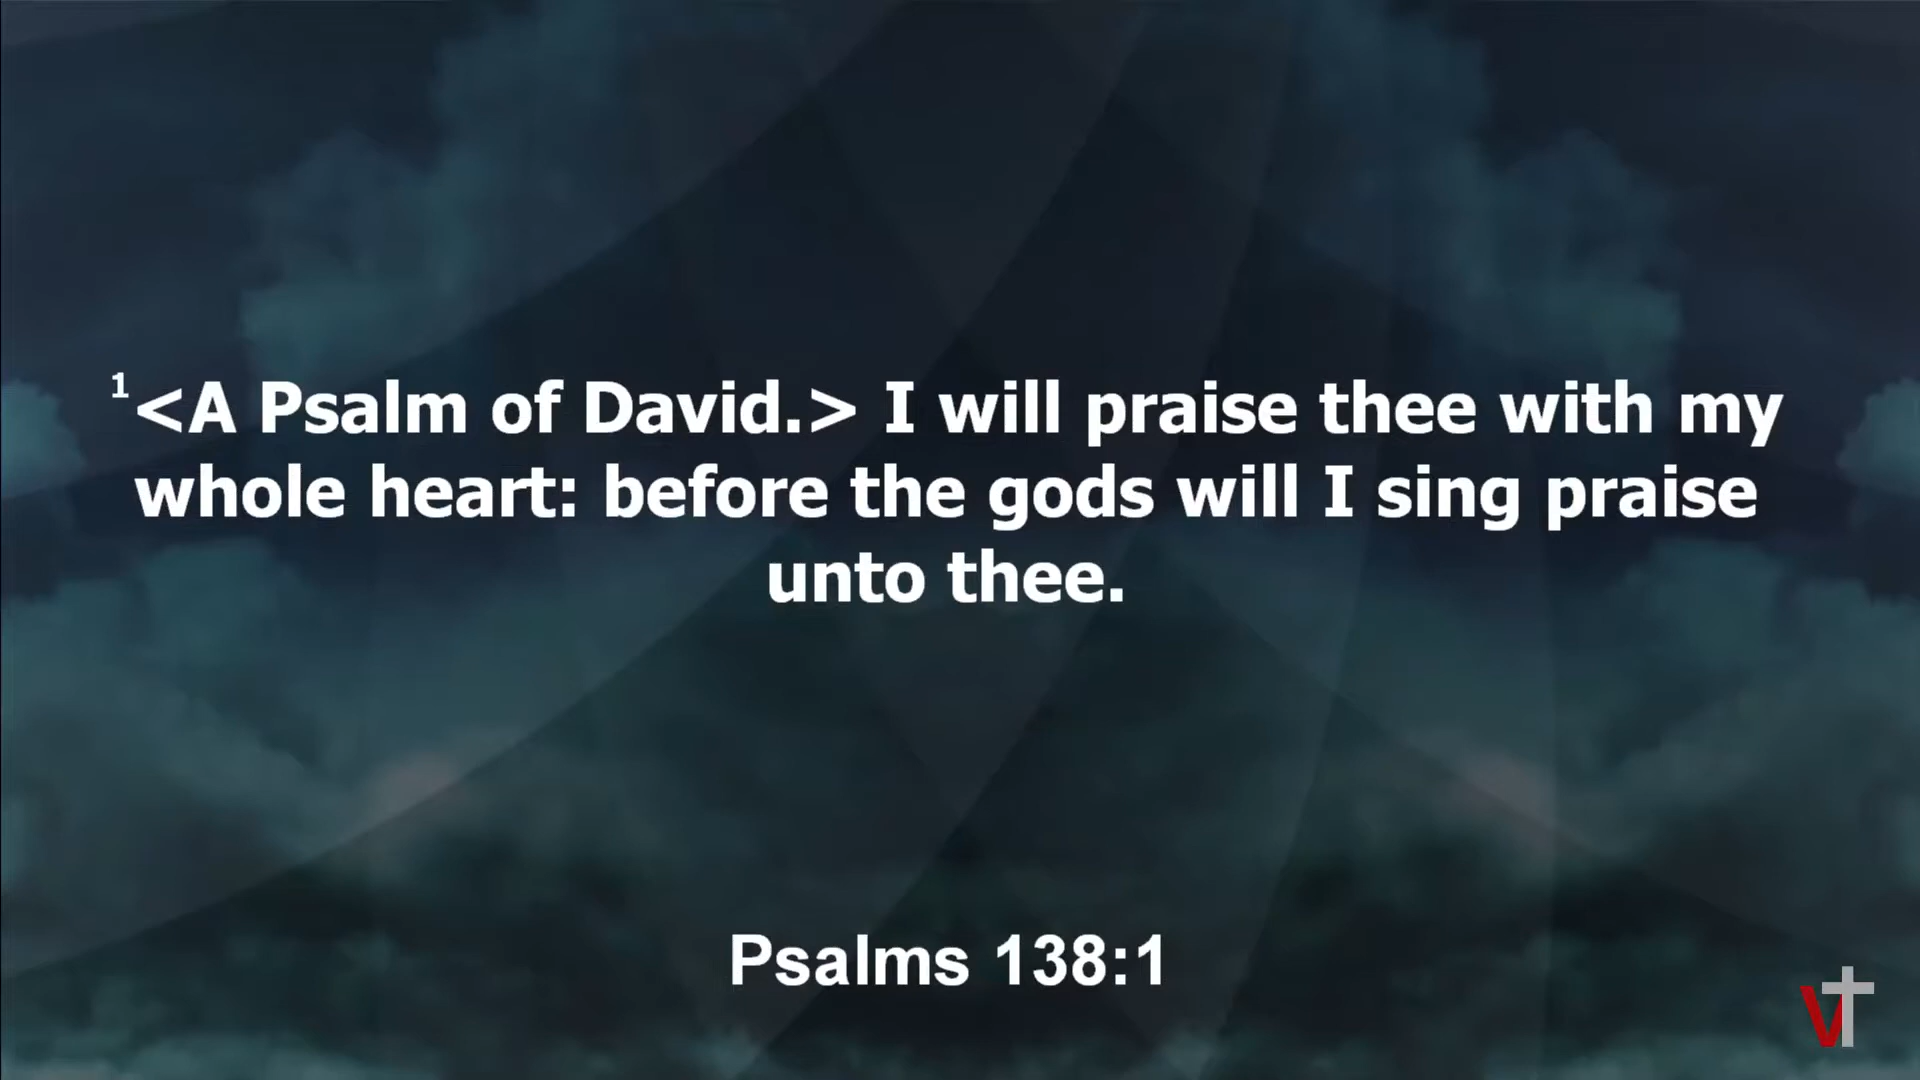 1<A Psalm of David.> I will praise thee with my
whole heart: before the gods will I sing praise
unto thee.
Psalms 138:1
VT